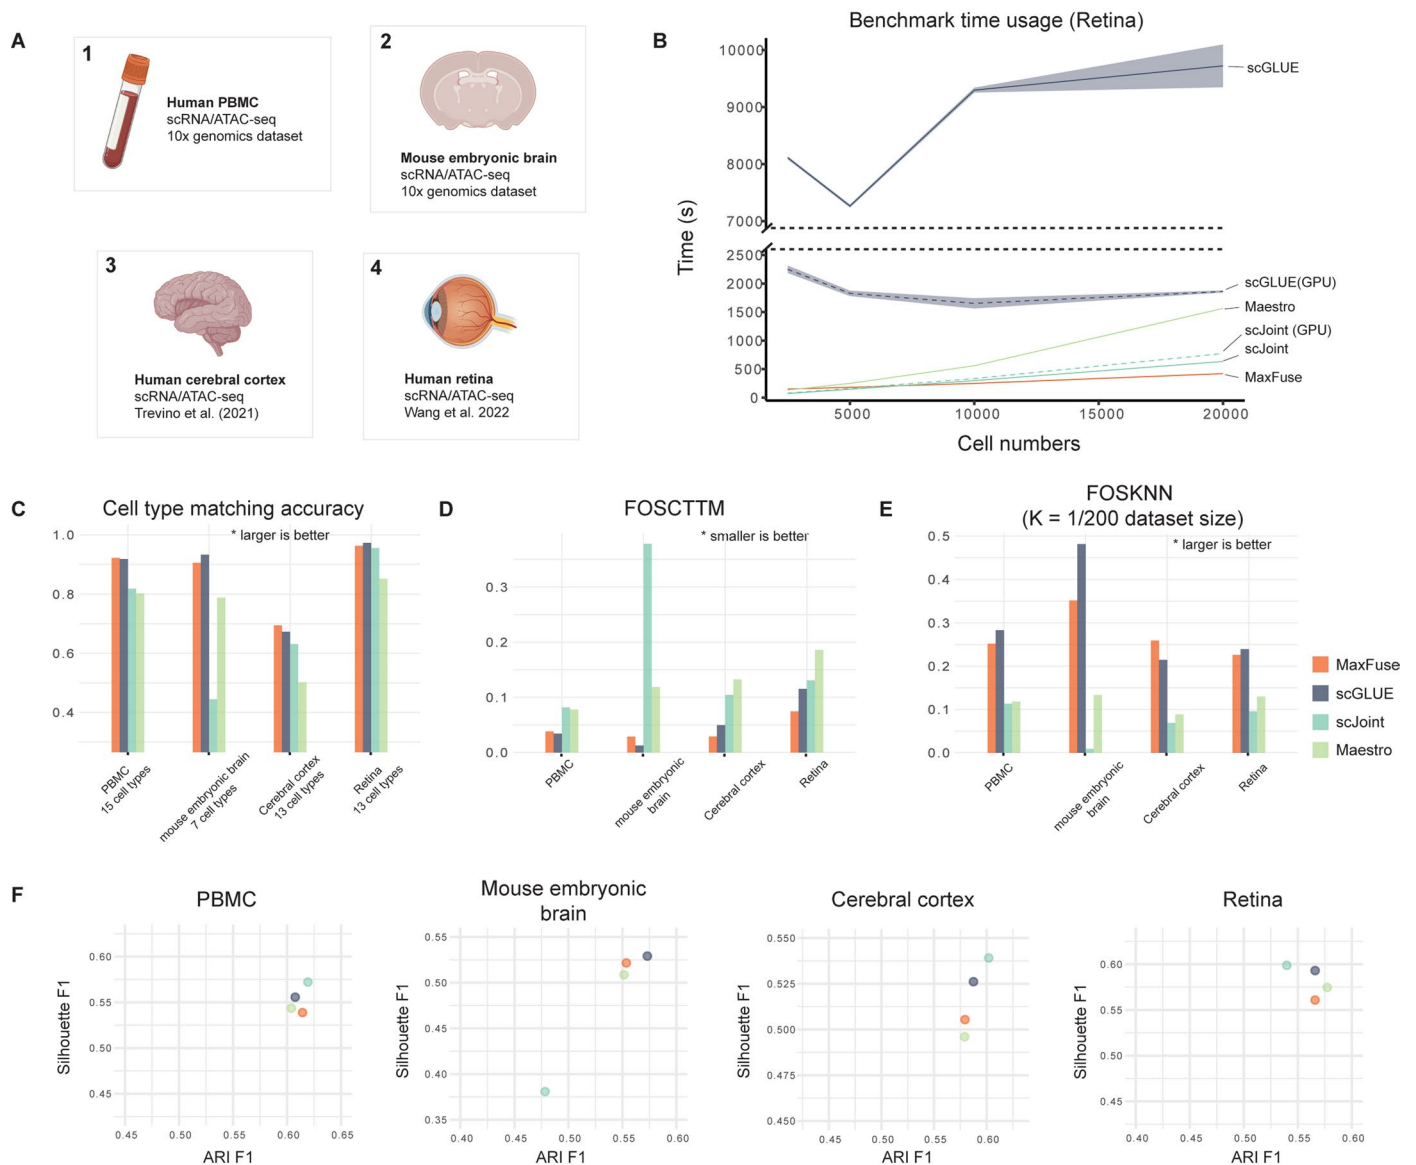 A
1
Human PBMC
scRNA/ATAC-seq
10x genomics dataset
2
Mouse embryonic brain
scRNA/ATAC-seq
10x genomics dataset
3
Human cerebral cortex
scRNA/ATAC-seq
Trevino et al. (2021)
4
Human retina
scRNA/ATAC-seq
Wang et al. 2022
B
Benchmark time usage (Retina)
Time (s)
10000
9000
8000
7000
2500
2000
1500
1000
500
0
5000
10000
15000
20000
Cell numbers
scGLUE
scGLUE(GPU)
Maestro
scJoint (GPU)
scJoint
MaxFuse
C
Cell type matching accuracy
* larger is better
1.0
0.8
0.6
0.4
PBMC
15 cell types
mouse embryonic brain
7 cell types
Cerebral cortex
13 cell types
Retina
13 cell types
D
FOSCTTM
* smaller is better
0.3
0.2
0.1
0.0
PBMC
mouse embryonic
brain
Cerebral cortex
Retina
E
FOSKNN
(K = 1/200 dataset size)
* larger is better
0.5
0.4
0.3
0.2
0.1
0.0
PBMC
mouse embryonic
brain
Cerebral cortex
Retina
MaxFuse
scGLUE
scJoint
Maestro
F
PBMC
Silhouette F1
0.60
0.55
0.50
0.45
0.45
0.50
0.55
0.60
0.65
ARI F1
Mouse embryonic
brain
Silhouette F1
0.55
0.50
0.45
0.40
0.35
0.40
0.45
0.50
0.55
0.60
ARI F1
Cerebral cortex
Silhouette F1
0.550
0.525
0.500
0.475
0.450
0.45
0.50
0.55
0.60
ARI F1
Retina
Silhouette F1
0.60
0.55
0.50
0.45
0.40
0.45
0.50
0.55
0.60
ARI F1